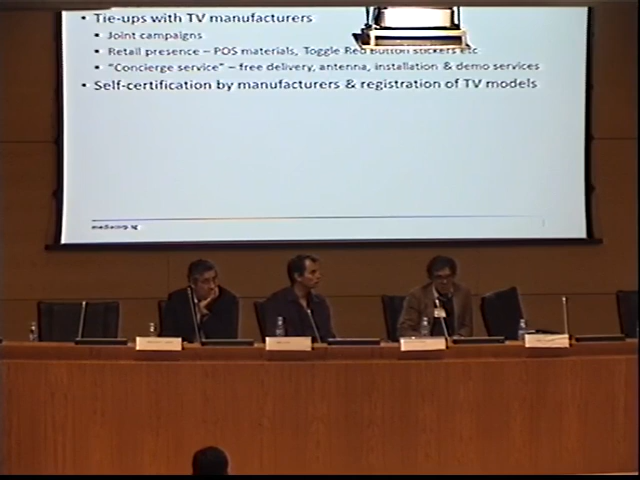 • Tie-ups with TV manufacturers
▪ Joint campaigns
▪ Retail presence – POS materials, Toggle Red Button stickers etc
▪ "Concierge service" – free delivery, antenna, installation & demo services
• Self-certification by manufacturers & registration of TV models
mediacorp.sg